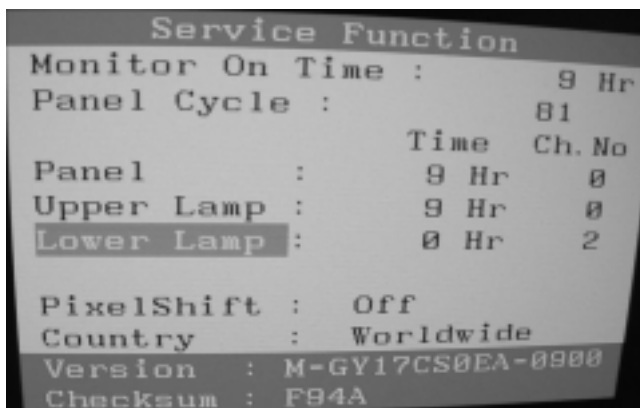 Service Function
Monitor On Time : 9 Hr
Panel Cycle : 81
Time Ch. No
Panel : 9 Hr 0
Upper Lamp : 9 Hr 0
Lower Lamp : 0 Hr 2
PixelShift : Off
Country : Worldwide
Version : M-GY17CS0EA-0900
Checksum : F94A